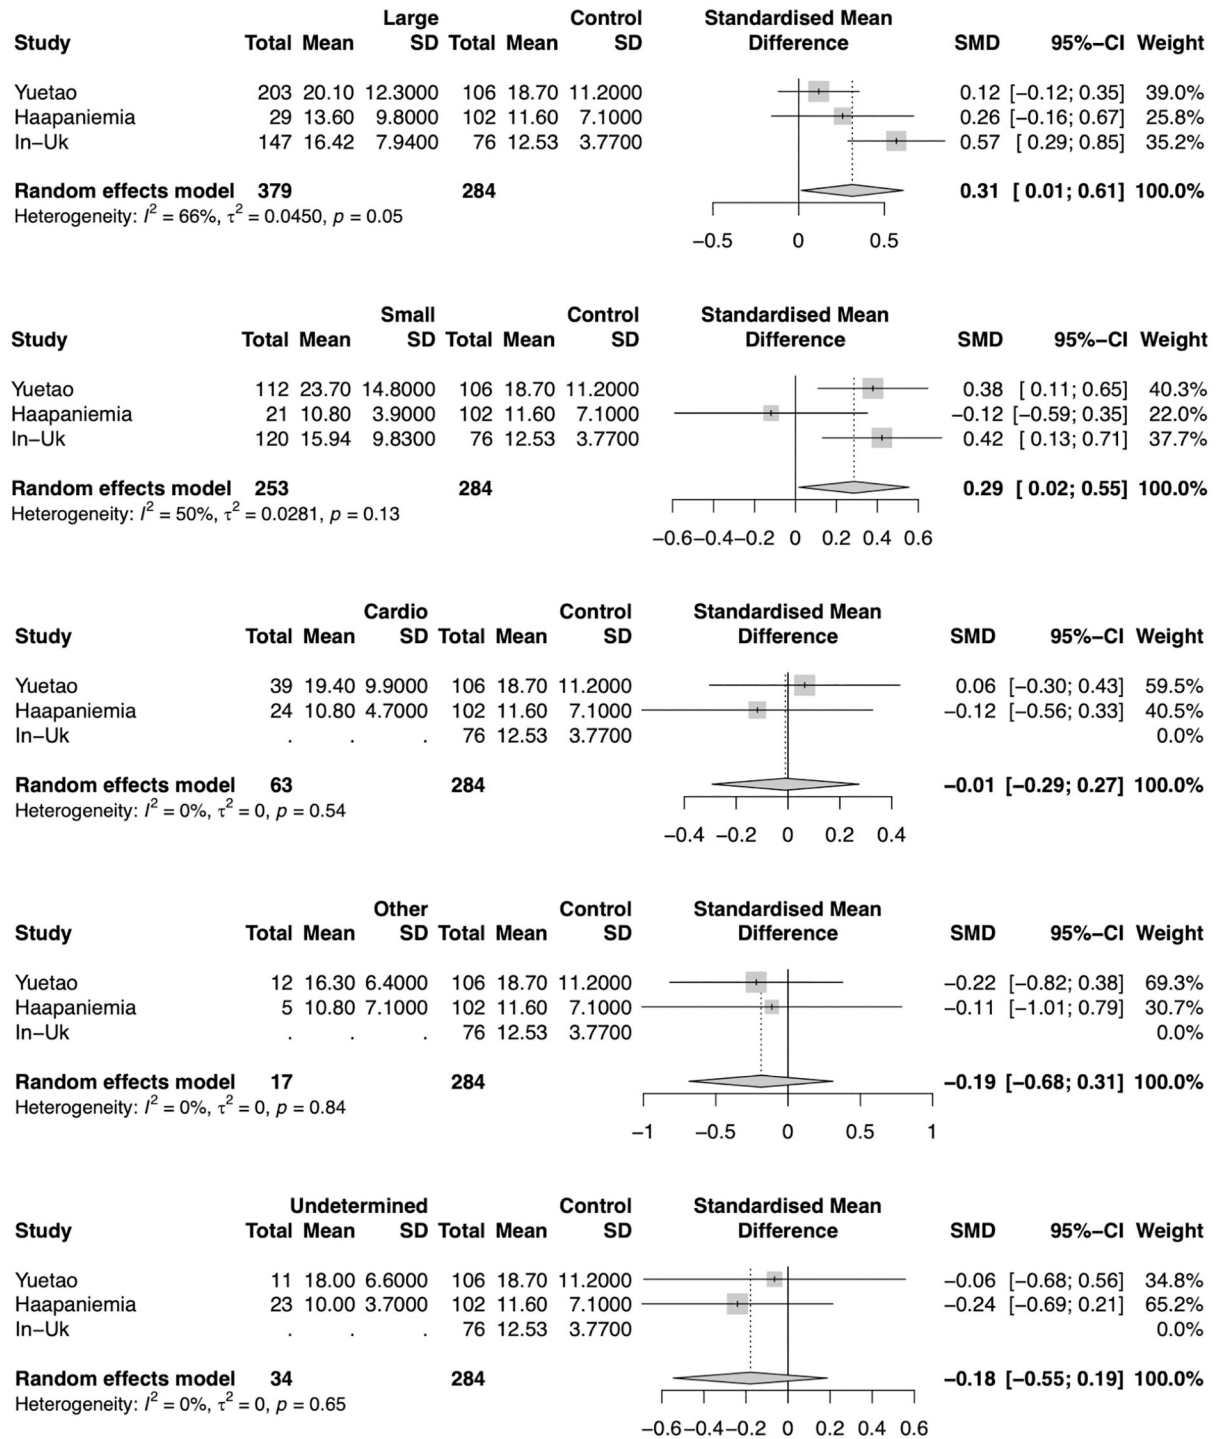 Large Control Standardised Mean
Study Total Mean SD Total Mean SD Difference SMD 95%−CI Weight
Yuetao 203 20.10 12.3000 106 18.70 11.2000 0.12 [−0.12; 0.35] 39.0%
Haapaniemia 29 13.60 9.8000 102 11.60 7.1000 0.26 [−0.16; 0.67] 25.8%
In−Uk 147 16.42 7.9400 76 12.53 3.7700 0.57 [ 0.29; 0.85] 35.2%
Random effects model 379 284 0.31 [ 0.01; 0.61] 100.0%
Heterogeneity: I² = 66%, τ² = 0.0450, p = 0.05
−0.5 0 0.5
Small Control Standardised Mean
Study Total Mean SD Total Mean SD Difference SMD 95%−CI Weight
Yuetao 112 23.70 14.8000 106 18.70 11.2000 0.38 [ 0.11; 0.65] 40.3%
Haapaniemia 21 10.80 3.9000 102 11.60 7.1000 −0.12 [−0.59; 0.35] 22.0%
In−Uk 120 15.94 9.8300 76 12.53 3.7700 0.42 [ 0.13; 0.71] 37.7%
Random effects model 253 284 0.29 [ 0.02; 0.55] 100.0%
Heterogeneity: I² = 50%, τ² = 0.0281, p = 0.13
−0.6−0.4−0.2 0 0.2 0.4 0.6
Cardio Control Standardised Mean
Study Total Mean SD Total Mean SD Difference SMD 95%−CI Weight
Yuetao 39 19.40 9.9000 106 18.70 11.2000 0.06 [−0.30; 0.43] 59.5%
Haapaniemia 24 10.80 4.7000 102 11.60 7.1000 −0.12 [−0.56; 0.33] 40.5%
In−Uk . . . 76 12.53 3.7700 0.0%
Random effects model 63 284 −0.01 [−0.29; 0.27] 100.0%
Heterogeneity: I² = 0%, τ² = 0, p = 0.54
−0.4 −0.2 0 0.2 0.4
Other Control Standardised Mean
Study Total Mean SD Total Mean SD Difference SMD 95%−CI Weight
Yuetao 12 16.30 6.4000 106 18.70 11.2000 −0.22 [−0.82; 0.38] 69.3%
Haapaniemia 5 10.80 7.1000 102 11.60 7.1000 −0.11 [−1.01; 0.79] 30.7%
In−Uk . . . 76 12.53 3.7700 0.0%
Random effects model 17 284 −0.19 [−0.68; 0.31] 100.0%
Heterogeneity: I² = 0%, τ² = 0, p = 0.84
−1 −0.5 0 0.5 1
Undetermined Control Standardised Mean
Study Total Mean SD Total Mean SD Difference SMD 95%−CI Weight
Yuetao 11 18.00 6.6000 106 18.70 11.2000 −0.06 [−0.68; 0.56] 34.8%
Haapaniemia 23 10.00 3.7000 102 11.60 7.1000 −0.24 [−0.69; 0.21] 65.2%
In−Uk . . . 76 12.53 3.7700 0.0%
Random effects model 34 284 −0.18 [−0.55; 0.19] 100.0%
Heterogeneity: I² = 0%, τ² = 0, p = 0.65
−0.6−0.4−0.2 0 0.2 0.4 0.6